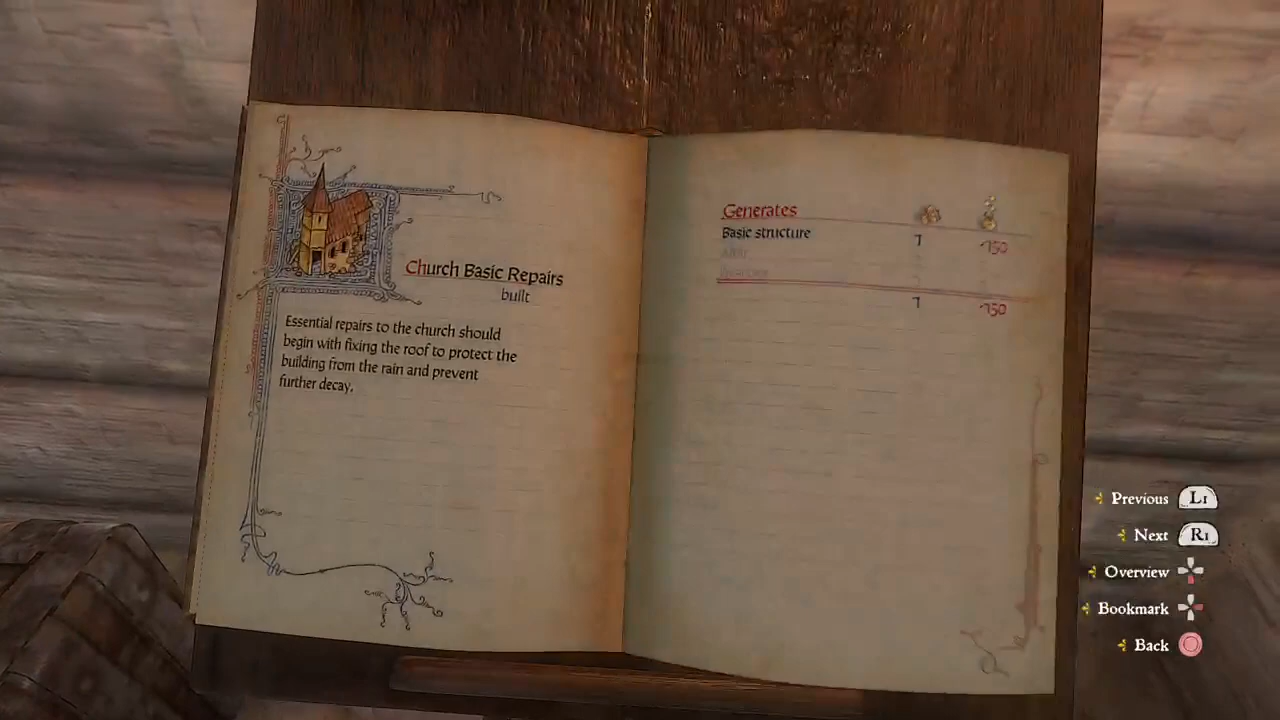 Church Basic Repairs
built
Essential repairs to the church should
begin with fixing the roof to protect the
building from the rain and prevent
further decay.
Generates
Basic structure 1 -150
Altar
1 -150
Previous L1
Next R1
Overview
Bookmark
Back